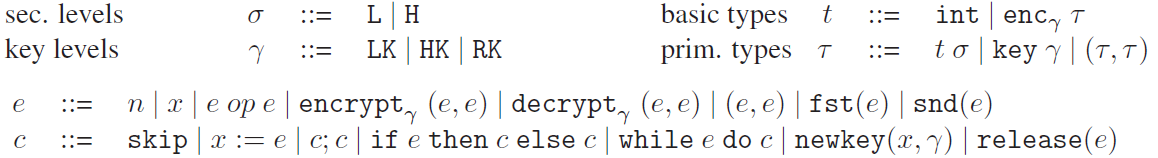 sec. levels σ ::= L | H basic types t ::= int | enc_γ τ
key levels γ ::= LK | HK | RK prim. types τ ::= t σ | key γ | (τ, τ)
e ::= n | x | e op e | encrypt_γ (e, e) | decrypt_γ (e, e) | (e, e) | fst(e) | snd(e)
c ::= skip | x := e | c; c | if e then c else c | while e do c | newkey(x, γ) | release(e)